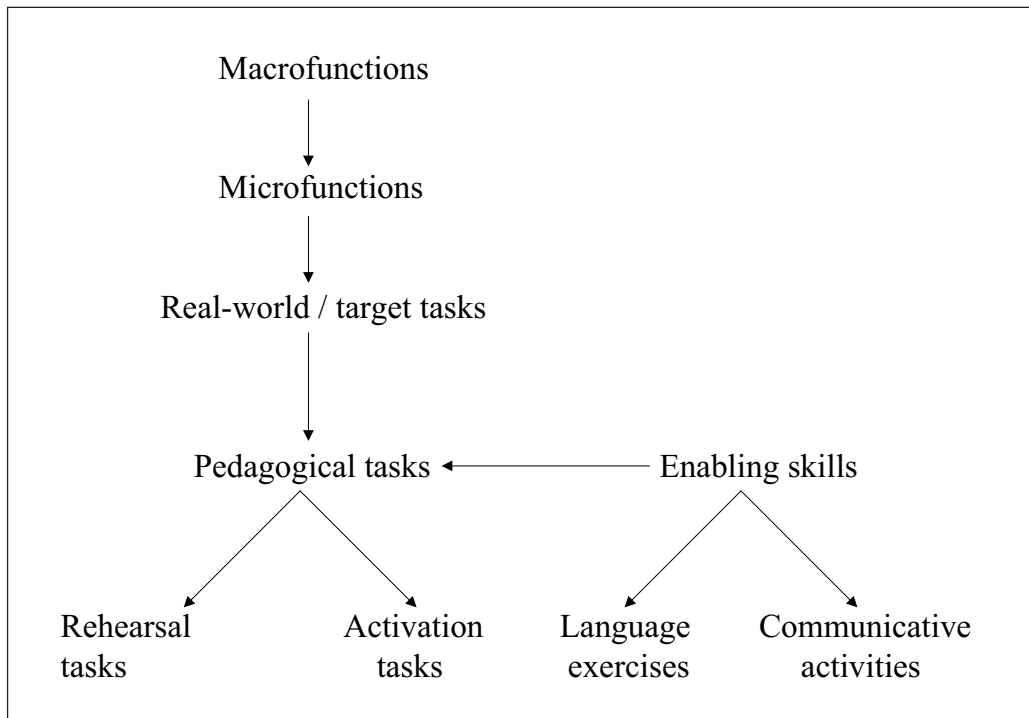 Macrofunctions
Microfunctions
Real-world / target tasks
Pedagogical tasks
Enabling skills
Rehearsal
tasks
Activation
tasks
Language
exercises
Communicative
activities